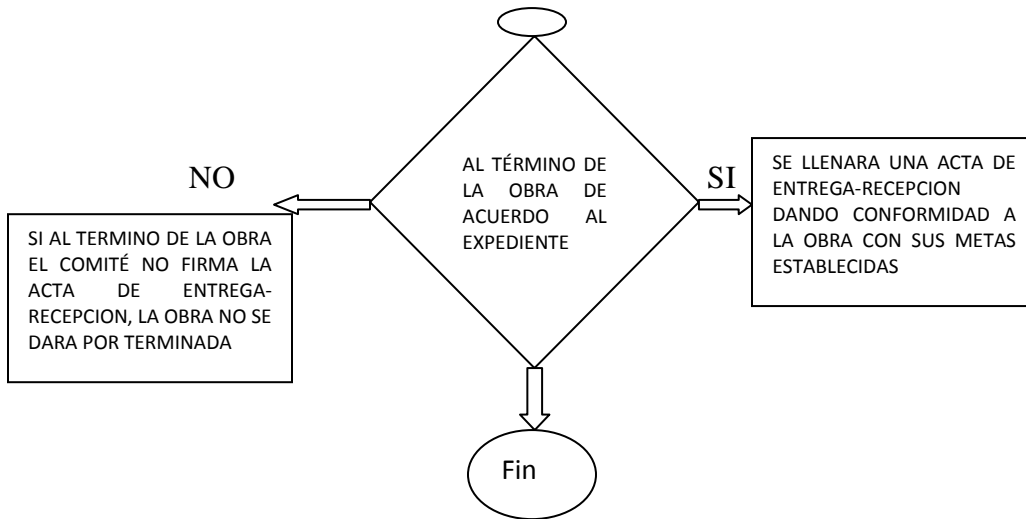 NO
SI AL TERMINO DE LA OBRA
EL COMITÉ NO FIRMA LA
ACTA DE ENTREGA-
RECEPCION, LA OBRA NO SE
DARA POR TERMINADA
AL TÉRMINO DE
LA OBRA DE
ACUERDO AL
EXPEDIENTE
SI
SE LLENARA UNA ACTA DE
ENTREGA-RECEPCION
DANDO CONFORMIDAD A
LA OBRA CON SUS METAS
ESTABLECIDAS
Fin